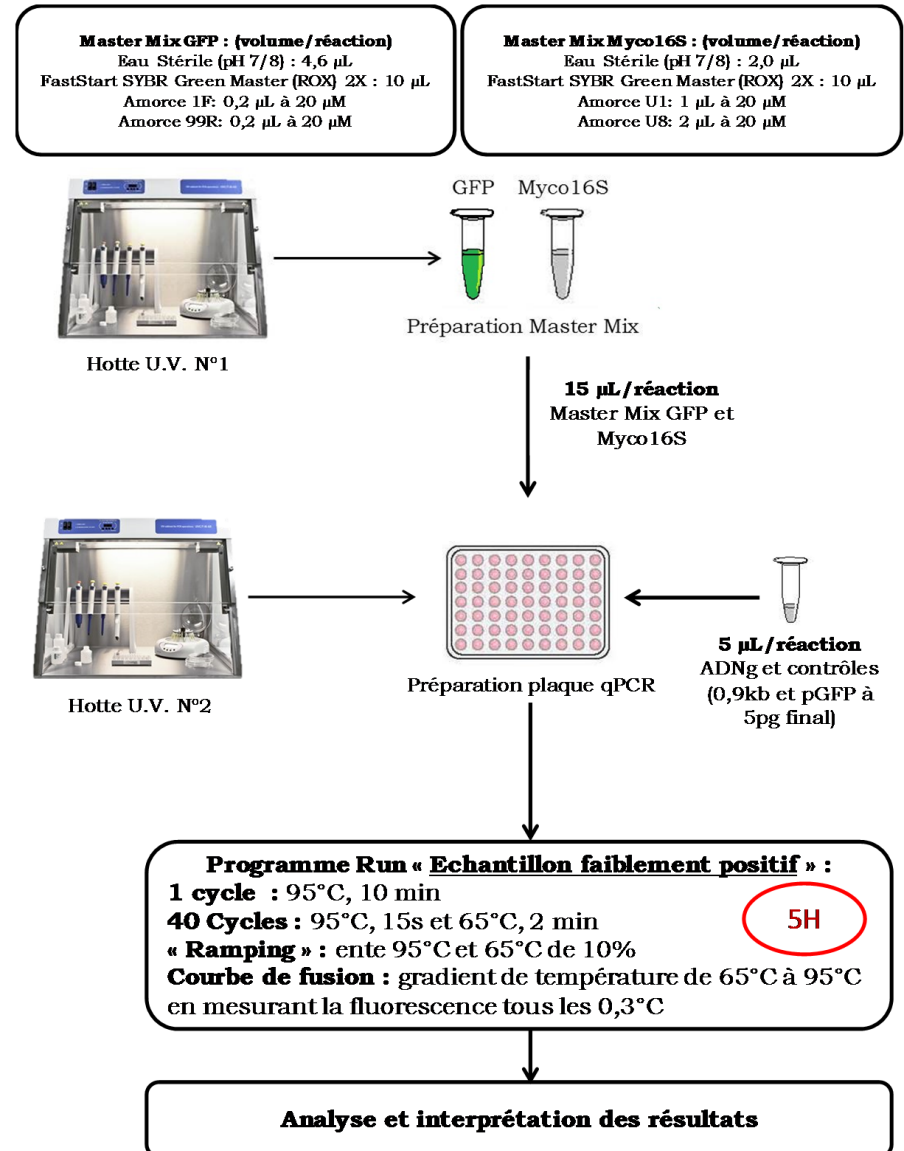 Master Mix GFP : (volume/réaction)
Eau Stérile (pH 7/8) : 4,6 µL
FastStart SYBR Green Master (ROX) 2X : 10 µL
Amorce 1F: 0,2 µL à 20 µM
Amorce 99R: 0,2 µL à 20 µM
Master Mix Myco16S : (volume/réaction)
Eau Stérile (pH 7/8) : 2,0 µL
FastStart SYBR Green Master (ROX) 2X : 10 µL
Amorce U1: 1 µL à 20 µM
Amorce U8: 2 µL à 20 µM
GFP Myco16S
Préparation Master Mix
Hotte U.V. N°1
15 µL/réaction
Master Mix GFP et
Myco16S
Hotte U.V. N°2
Préparation plaque qPCR
5 µL/réaction
ADNg et contrôles
(0,9kb et pGFP à
5pg final)
Programme Run « Echantillon faiblement positif » :
1 cycle : 95°C, 10 min
40 Cycles : 95°C, 15s et 65°C, 2 min
« Ramping » : ente 95°C et 65°C de 10%
Courbe de fusion : gradient de température de 65°C à 95°C
en mesurant la fluorescence tous les 0,3°C
5H
Analyse et interprétation des résultats